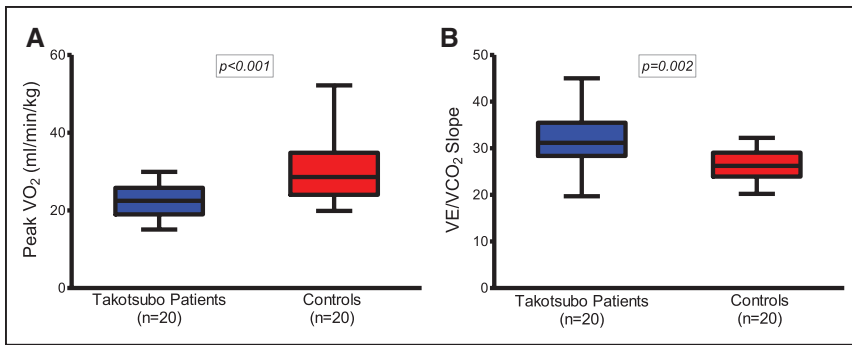 A
60
p<0.001
40
20
0
Peak VO₂ (ml/min/kg)
Takotsubo Patients
(n=20)
Controls
(n=20)
B
50
p=0.002
40
30
20
10
0
VE/VCO₂ Slope
Takotsubo Patients
(n=20)
Controls
(n=20)